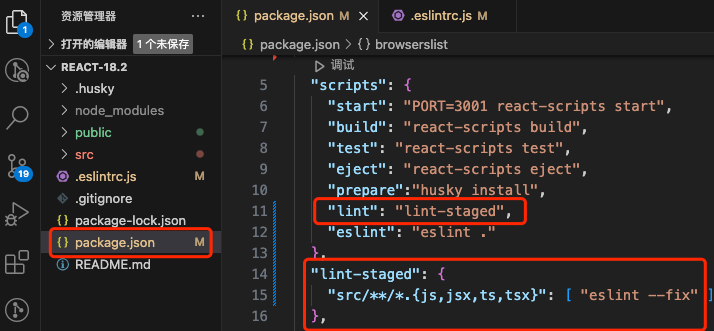 1
19
资源管理器
打开的编辑器 1 个未保存
REACT-18.2
.husky
node_modules
public
src
.eslintrc.js M
.gitignore
package-lock.json
package.json M
README.md
package.json M
.eslintrc.js M
package.json > {} browserslist
调试
5 "scripts": {
6 "start": "PORT=3001 react-scripts start",
7 "build": "react-scripts build",
8 "test": "react-scripts test",
9 "eject": "react-scripts eject",
10 "prepare":"husky install",
11 "lint": "lint-staged",
12 "eslint": "eslint ."
13 },
14 "lint-staged": {
15 "src/**/*.{js,jsx,ts,tsx}": [ "eslint --fix" ]
16 },